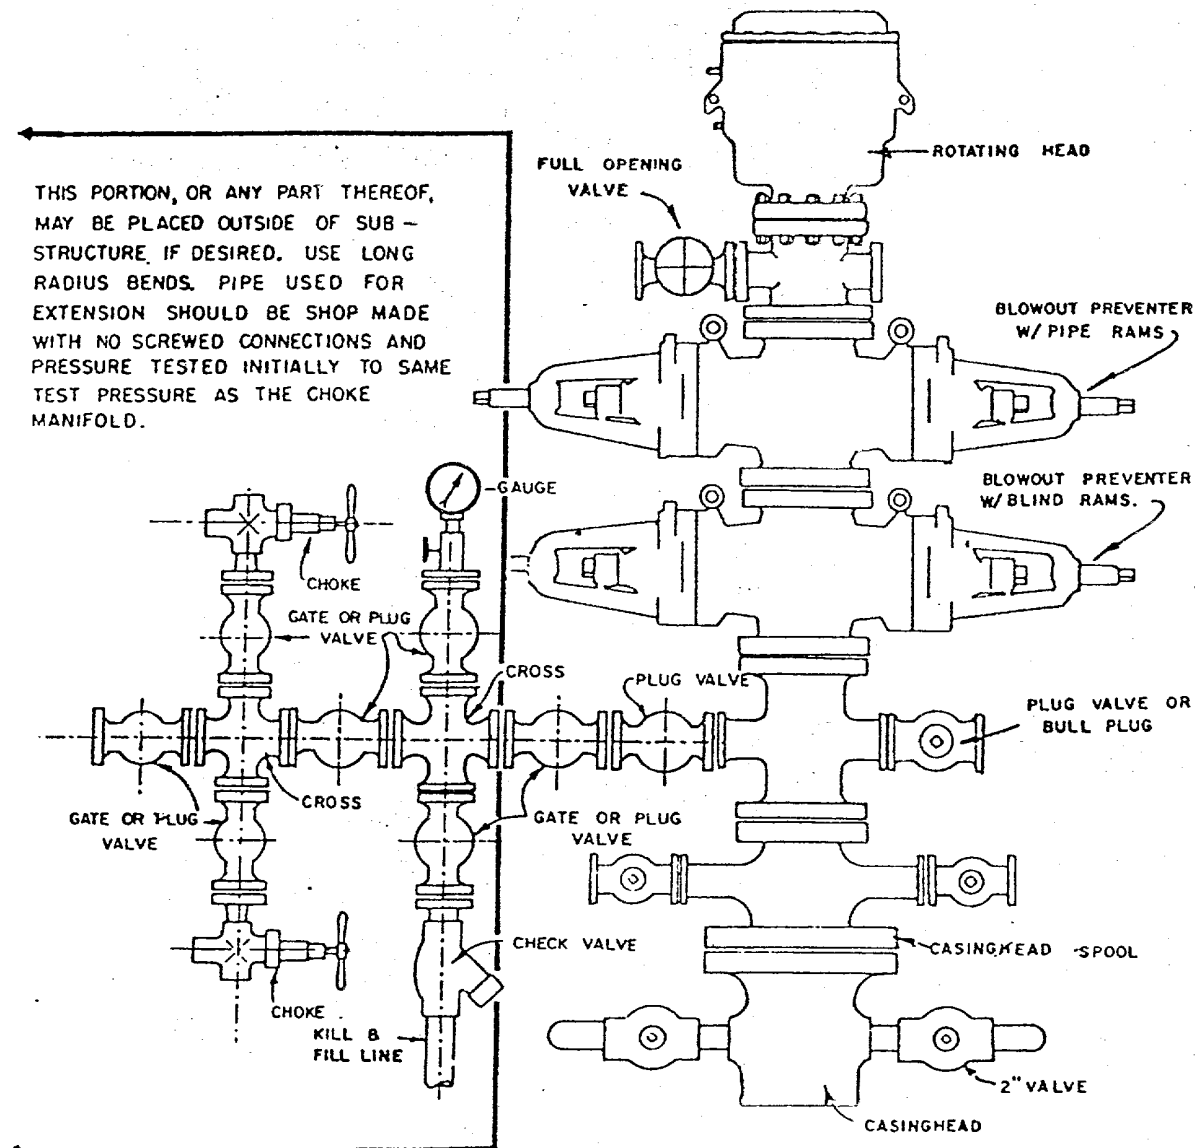 ROTATING HEAD
FULL OPENING
VALVE
THIS PORTION, OR ANY PART THEREOF,
MAY BE PLACED OUTSIDE OF SUB-
STRUCTURE, IF DESIRED. USE LONG
RADIUS BENDS. PIPE USED FOR
EXTENSION SHOULD BE SHOP MADE
WITH NO SCREWED CONNECTIONS AND
PRESSURE TESTED INITIALLY TO SAME
TEST PRESSURE AS THE CHOKE
MANIFOLD.
BLOWOUT PREVENTER
W/ PIPE RAMS
GAUGE
BLOWOUT PREVENTER
W/ BLIND RAMS.
CHOKE
GATE OR PLUG
VALVE
CROSS
PLUG VALVE
PLUG VALVE OR
BULL PLUG
CROSS
GATE OR PLUG
VALVE
GATE OR PLUG
VALVE
CHECK VALVE
CASINGHEAD SPOOL
CHOKE
KILL &
FILL LINE
2" VALVE
CASINGHEAD